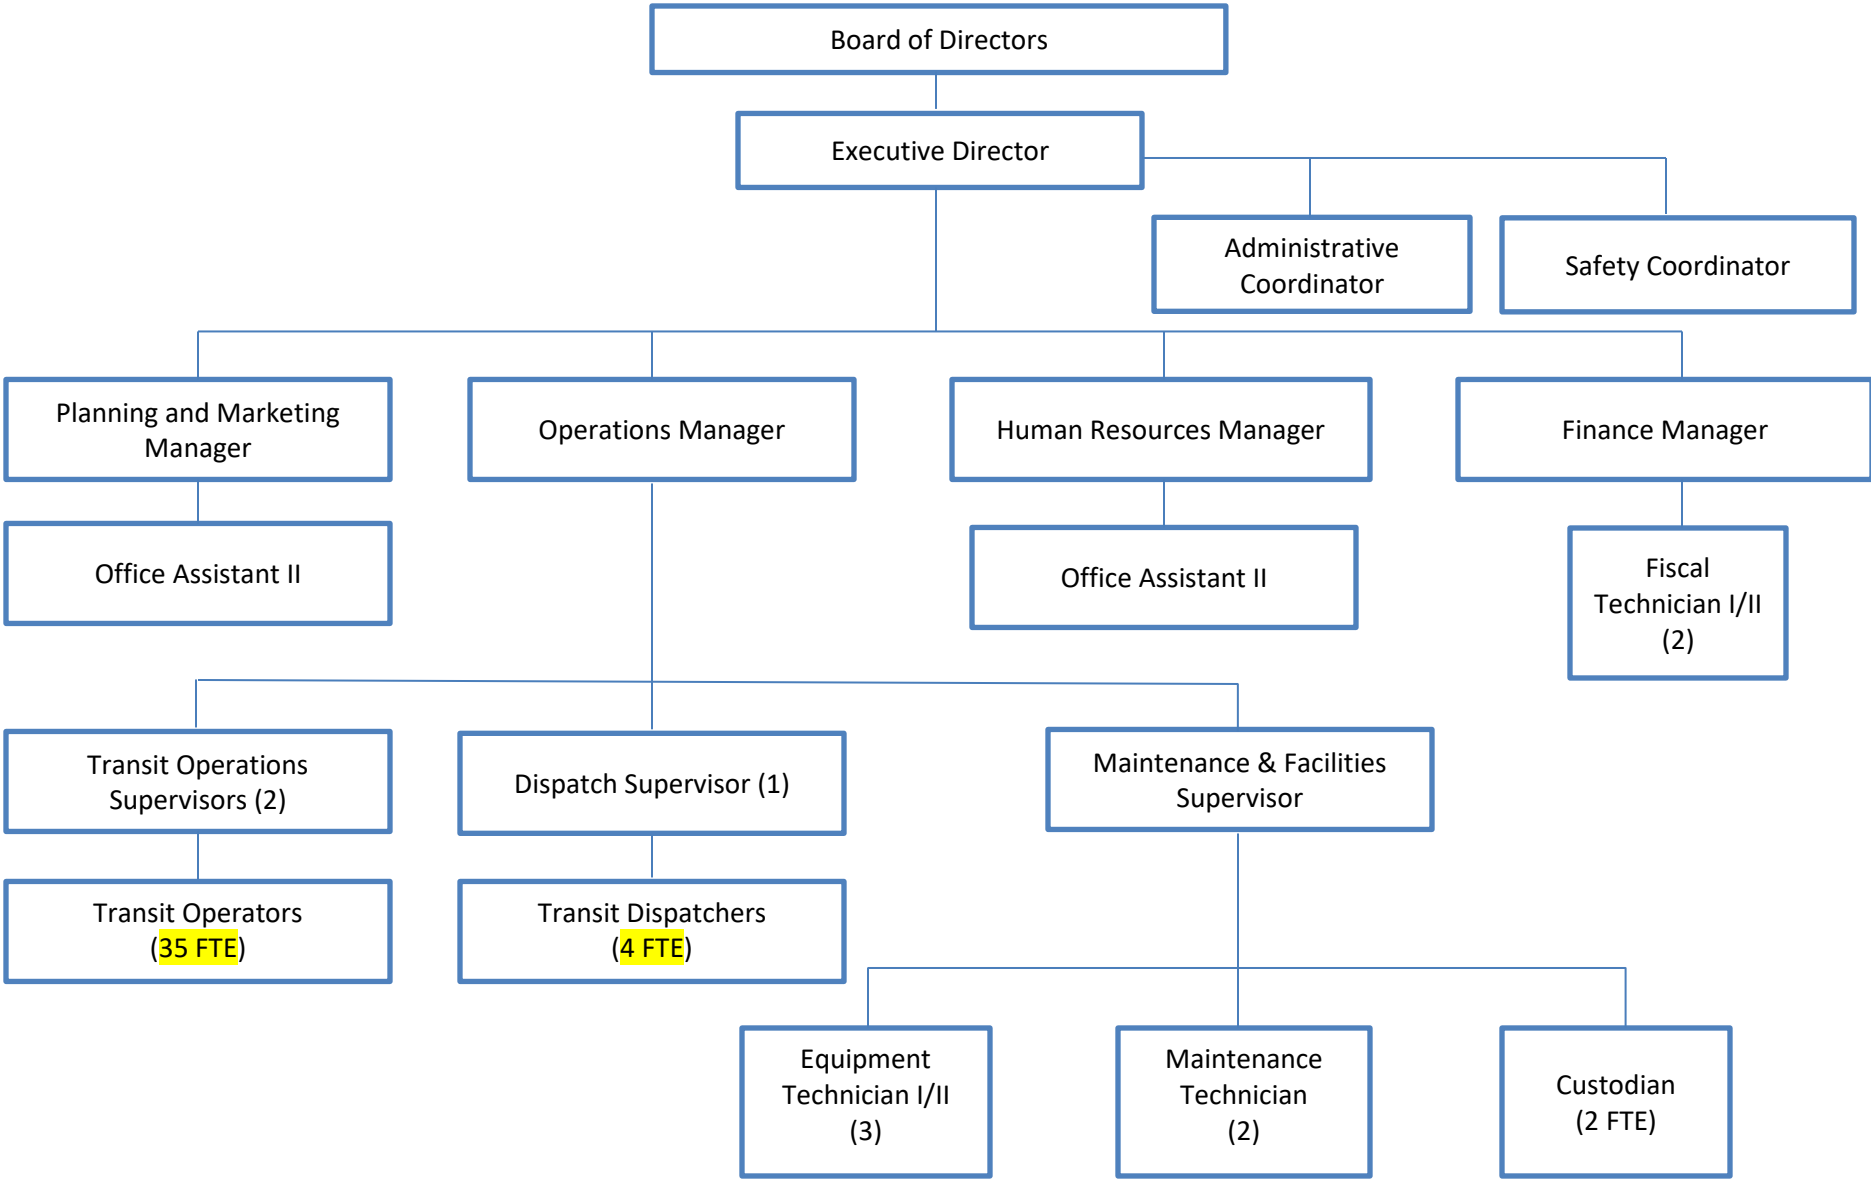 Board of Directors
Executive Director
Administrative
Coordinator
Safety Coordinator
Planning and Marketing
Manager
Operations Manager
Human Resources Manager
Finance Manager
Office Assistant II
Office Assistant II
Fiscal
Technician I/II
(2)
Transit Operations
Supervisors (2)
Dispatch Supervisor (1)
Maintenance & Facilities
Supervisor
Transit Operators
(35 FTE)
Transit Dispatchers
(4 FTE)
Equipment
Technician I/II
(3)
Maintenance
Technician
(2)
Custodian
(2 FTE)